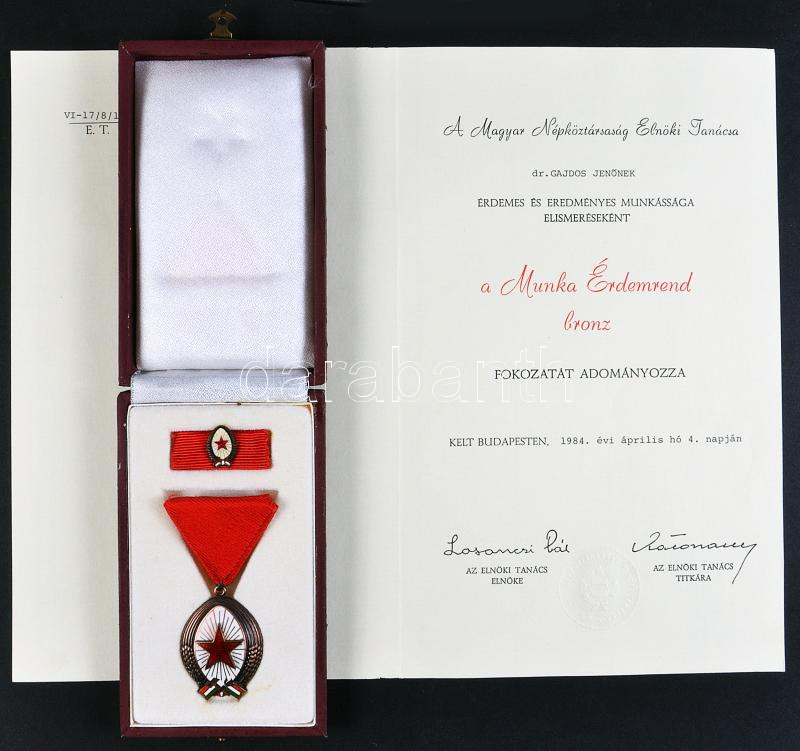 VI-17/8/1
E. T.
A Magyar Népköztársaság Elnöki Tanácsa
dr.GAJDOS JENŐNEK
ÉRDEMES ÉS EREDMÉNYES MUNKÁSSÁGA
ELISMERÉSEKÉNT
a Munka Érdemrend
bronz
FOKOZATÁT ADOMÁNYOZZA
KELT BUDAPESTEN, 1984. évi április hó 4. napján
Losonczi Pál
AZ ELNÖKI TANÁCS
ELNÖKE
AZ ELNÖKI TANÁCS
TITKÁRA
darabanth